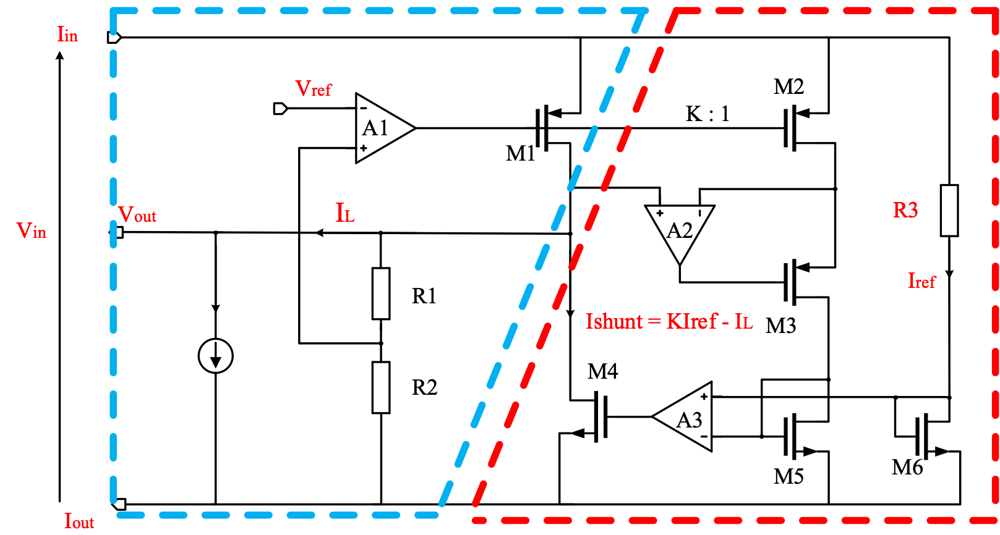 Iin
Vref
M2
K : 1
A1
M1
Vout
IL
R3
Vin
A2
Iref
R1
Ishunt = KIref - IL
M3
M4
R2
A3
M5
M6
Iout